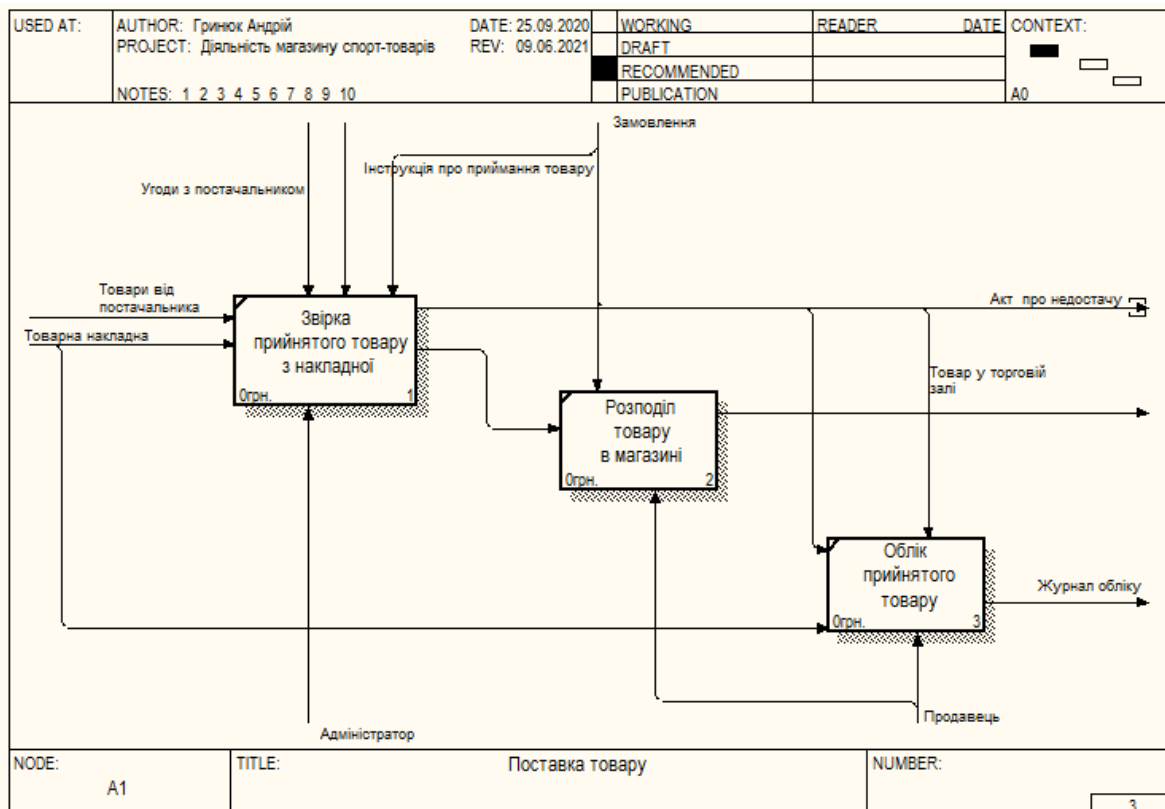 USED AT:
AUTHOR: Гринюк Андрій
DATE: 25.09.2020
PROJECT: Діяльність магазину спорт-товарів
REV: 09.06.2021
NOTES: 1 2 3 4 5 6 7 8 9 10
WORKING
DRAFT
RECOMMENDED
PUBLICATION
READER
DATE
CONTEXT:
A0
Замовлення
Інструкція про приймання товару
Угоди з постачальником
Товари від
постачальника
Товарна накладна
Звірка
прийнятого товару
з накладної
0грн.
1
Акт про недостачу
Товар у торговій
залі
Розподіл
товару
в магазині
0грн.
2
Облік
прийнятого
товару
0грн.
3
Журнал обліку
Продавець
Адміністратор
NODE:
A1
TITLE:
Поставка товару
NUMBER:
3